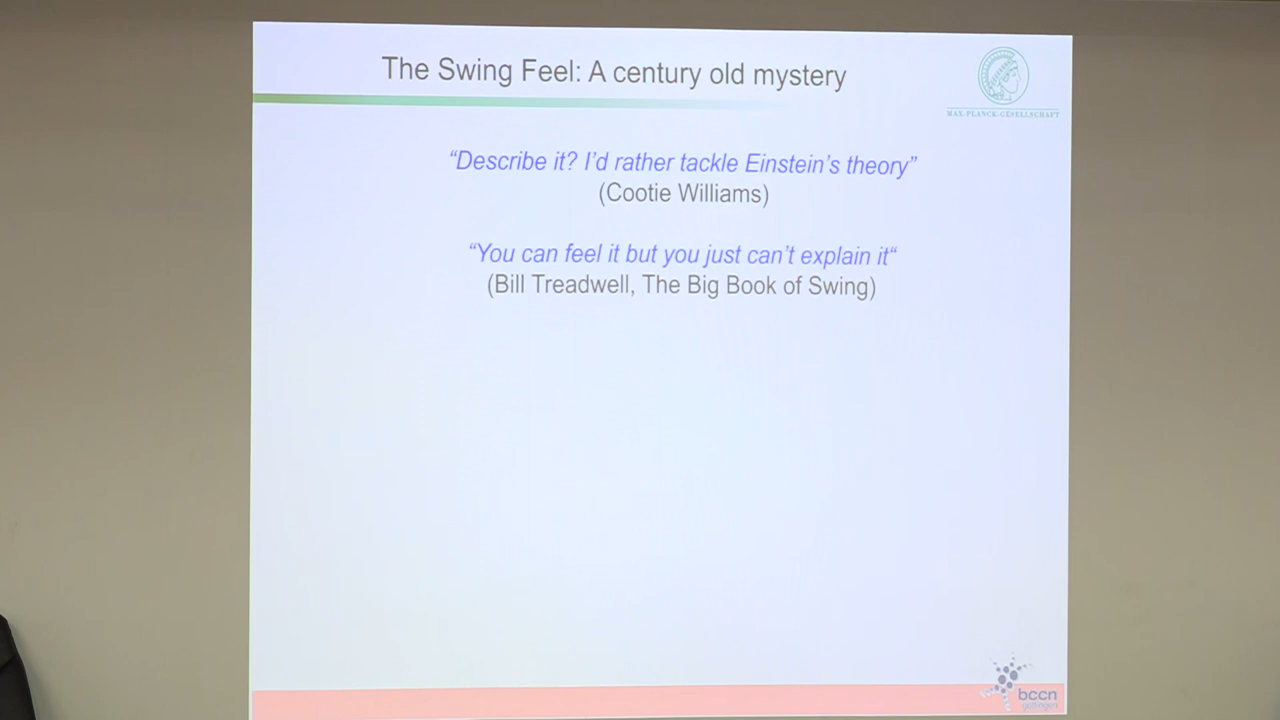 The Swing Feel: A century old mystery
MAX-PLANCK-GESELLSCHAFT
“Describe it? I’d rather tackle Einstein’s theory”
(Cootie Williams)
“You can feel it but you just can’t explain it“
(Bill Treadwell, The Big Book of Swing)
bccn
göttingen